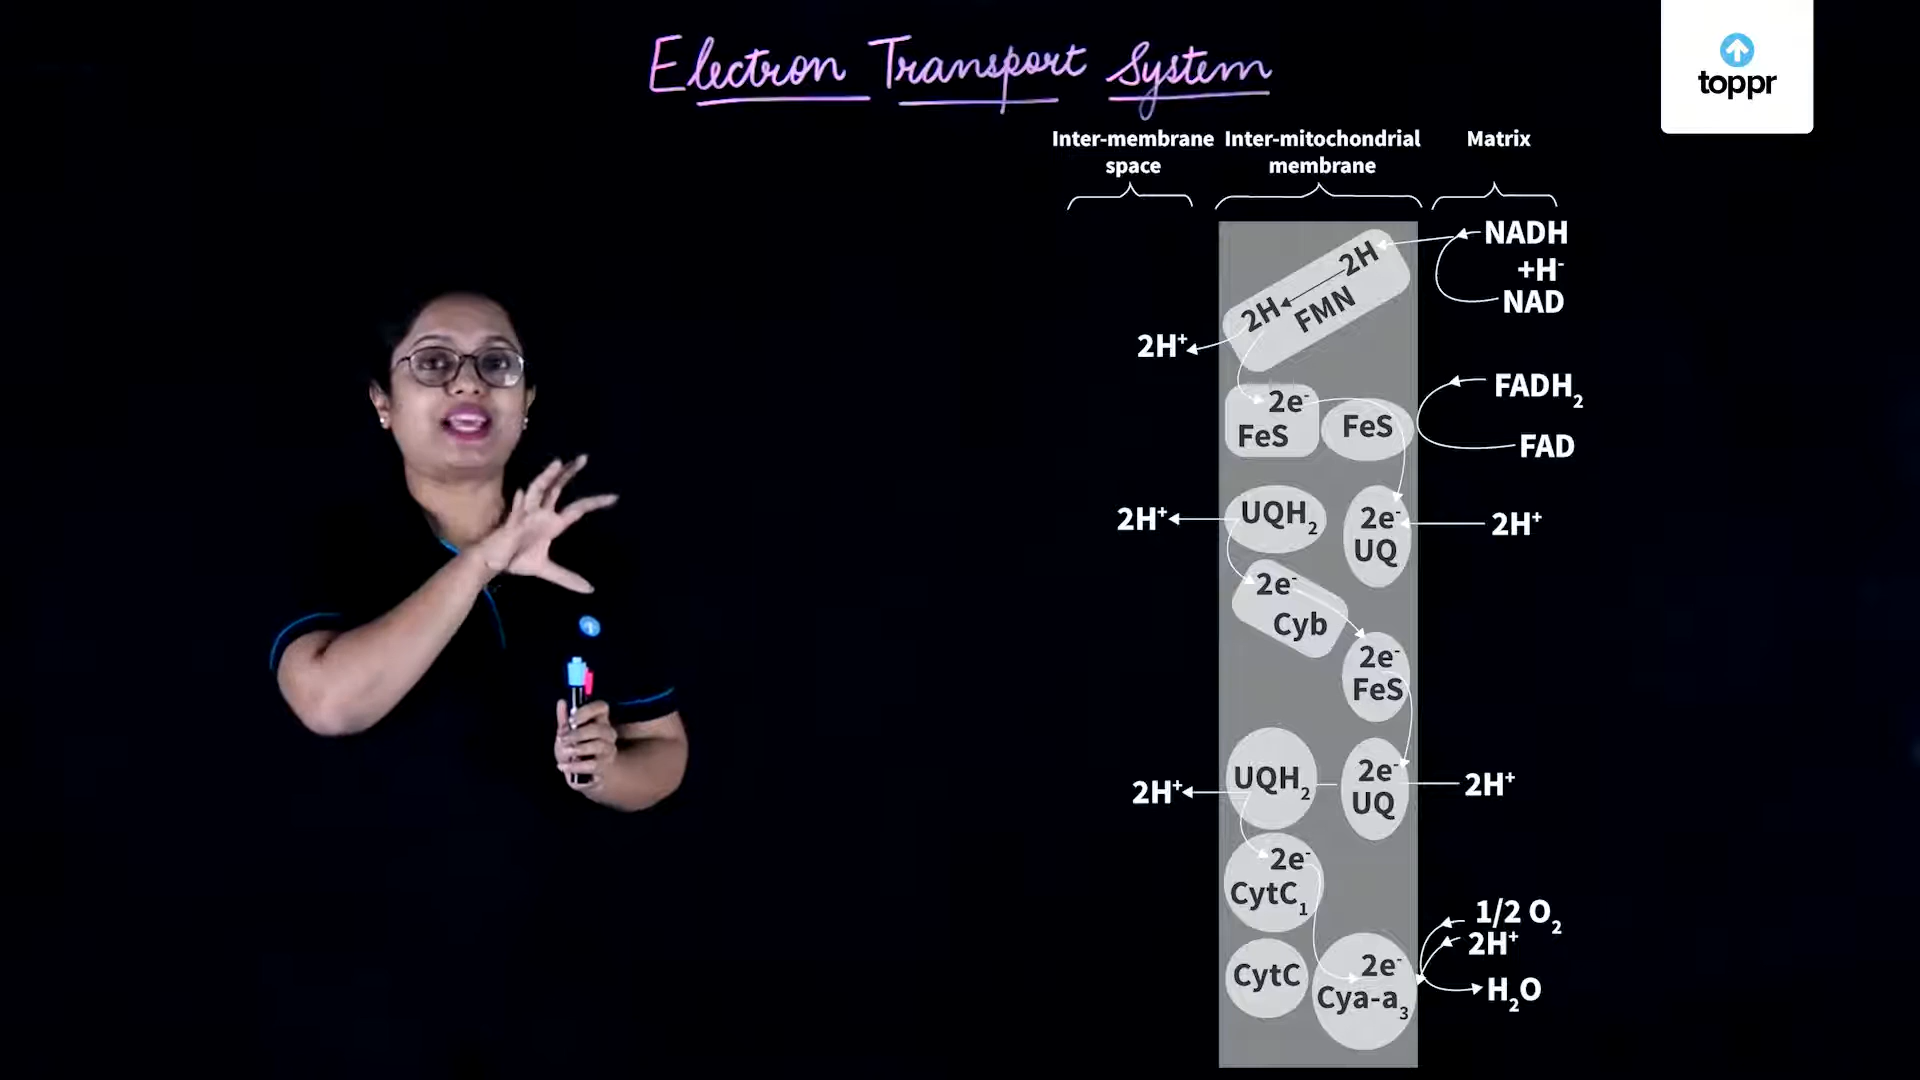 Electron Transport System
toppr
Inter-membrane space
Inter-mitochondrial membrane
Matrix
NADH
+H⁻
NAD
2H
2H
FMN
2H⁺
FADH₂
FAD
2e⁻
FeS
FeS
UQH₂
2H⁺
2e⁻
UQ
2H⁺
2e⁻
Cyb
2e⁻
FeS
UQH₂
2H⁺
2e⁻
UQ
2H⁺
2e⁻
CytC₁
CytC
2e⁻
Cya-a₃
1/2 O₂
2H⁺
H₂O